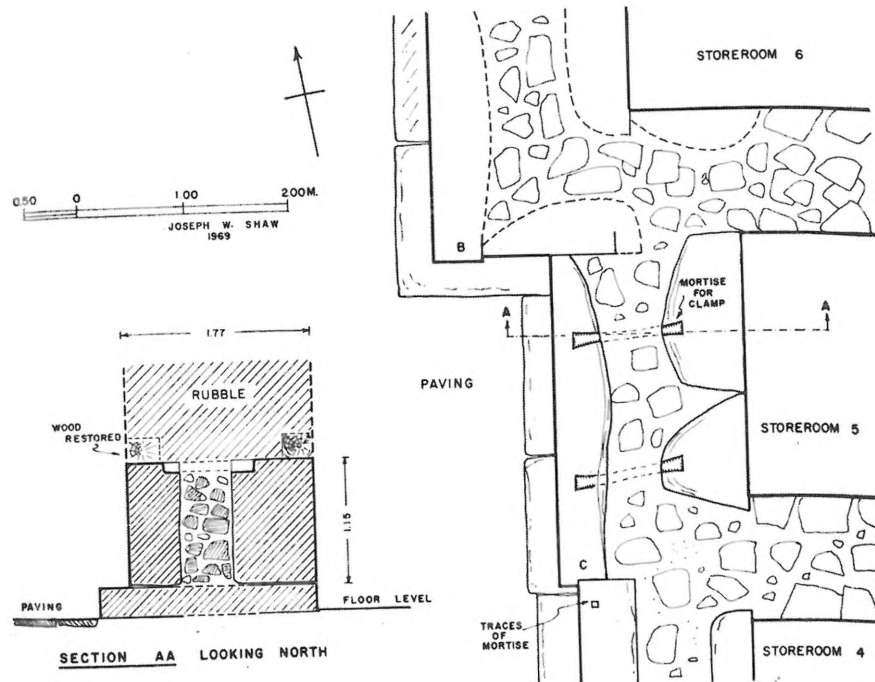 STOREROOM 6
0.50 0 1.00 2.00 M.
JOSEPH W. SHAW
1969
B
MORTISE
FOR
CLAMP
A A
1.77
PAVING
RUBBLE
WOOD
RESTORED
STOREROOM 5
1.15
C
PAVING
FLOOR LEVEL
TRACES
OF
MORTISE
SECTION AA LOOKING NORTH
STOREROOM 4